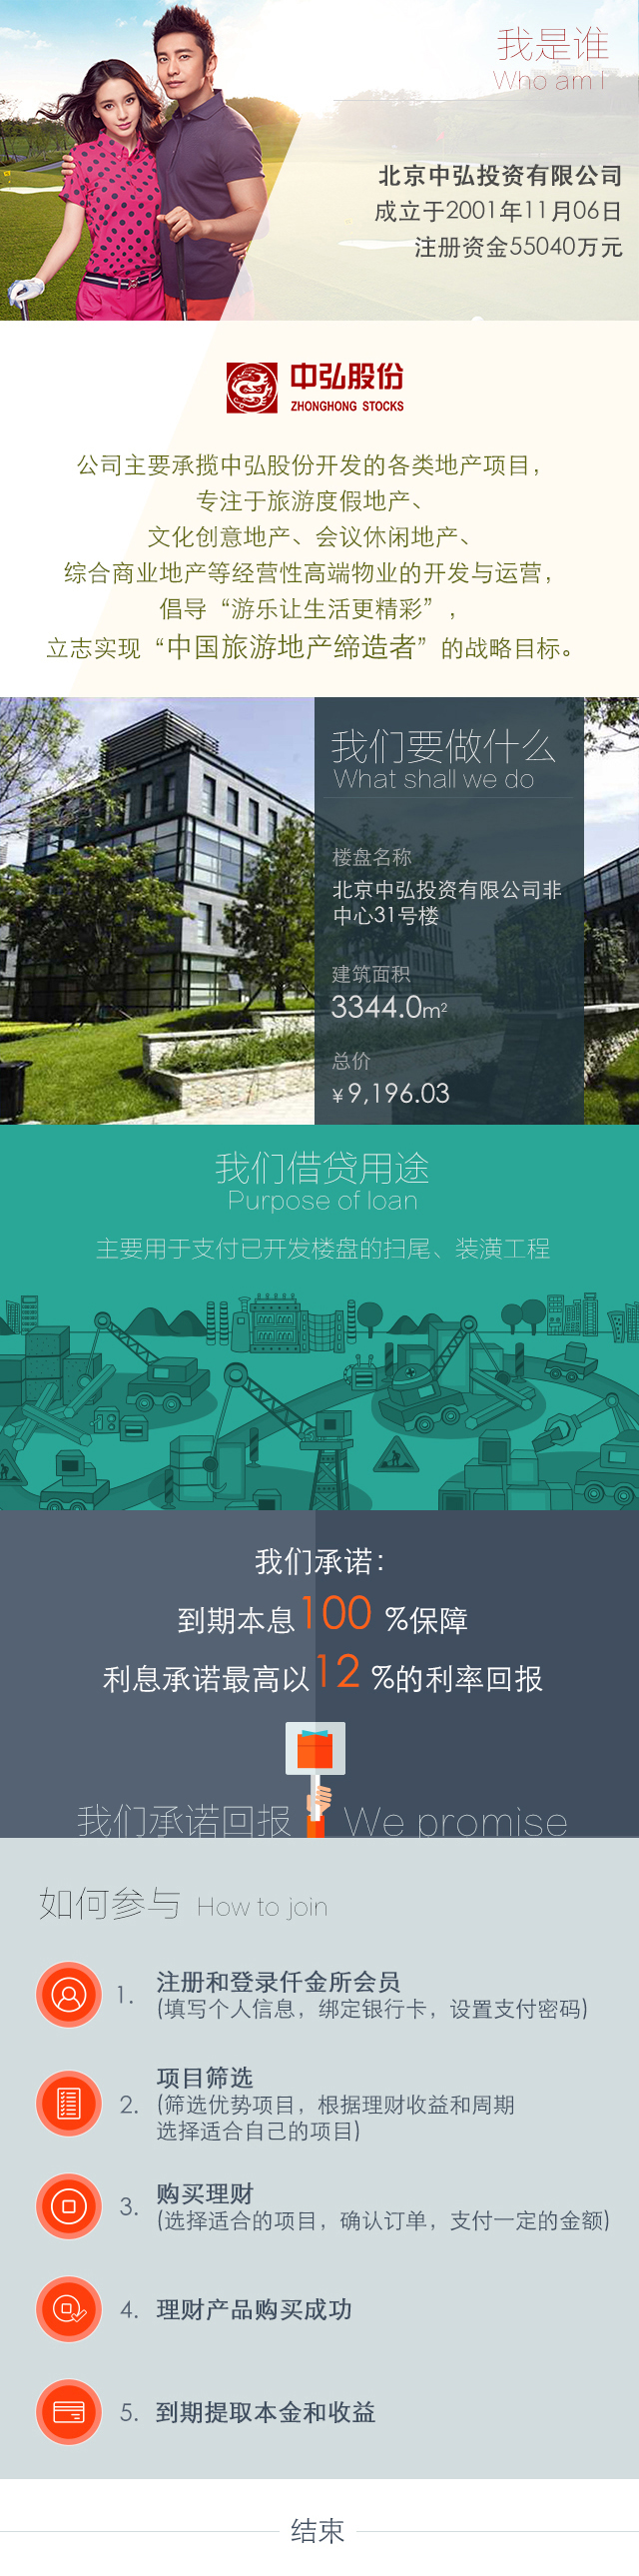 我是谁
Who am I
北京中弘投资有限公司
成立于2001年11月06日
注册资金55040万元
中弘股份
ZHONGHONG STOCKS
公司主要承揽中弘股份开发的各类地产项目，
专注于旅游度假地产、
文化创意地产、会议休闲地产、
综合商业地产等经营性高端物业的开发与运营，
倡导“游乐让生活更精彩”，
立志实现“中国旅游地产缔造者”的战略目标。
我们要做什么
What shall we do
楼盘名称
北京中弘投资有限公司非
中心31号楼
建筑面积
3344.0m²
总价
¥9,196.03
我们借贷用途
Purpose of loan
主要用于支付已开发楼盘的扫尾、装潢工程
我们承诺：
到期本息100 %保障
利息承诺最高以12 %的利率回报
我们承诺回报 We promise
如何参与 How to join
1. 注册和登录仟金所会员
(填写个人信息，绑定银行卡，设置支付密码)
项目筛选
2. (筛选优势项目，根据理财收益和周期
选择适合自己的项目)
3. 购买理财
(选择适合的项目，确认订单，支付一定的金额)
4. 理财产品购买成功
5. 到期提取本金和收益
结束